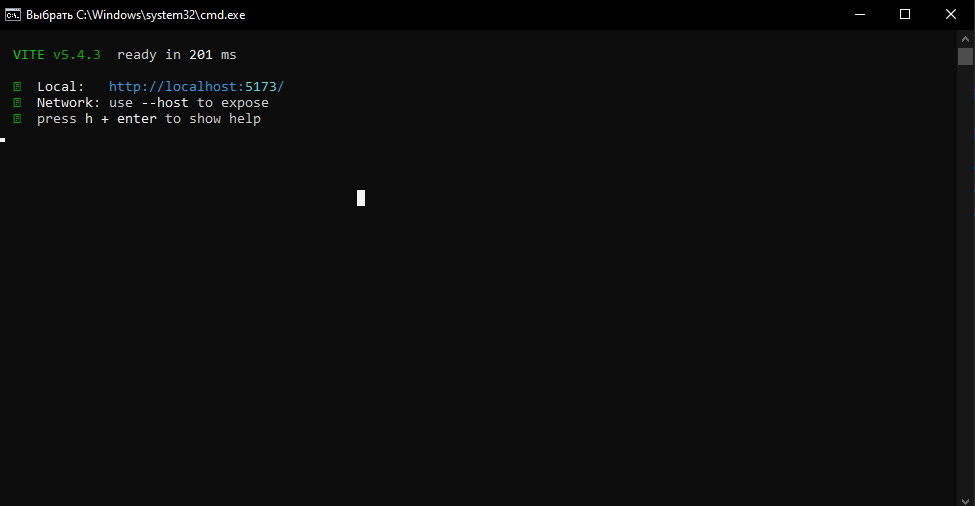 Выбрать C:\Windows\system32\cmd.exe
VITE v5.4.3 ready in 201 ms
Local: http://localhost:5173/
Network: use --host to expose
press h + enter to show help